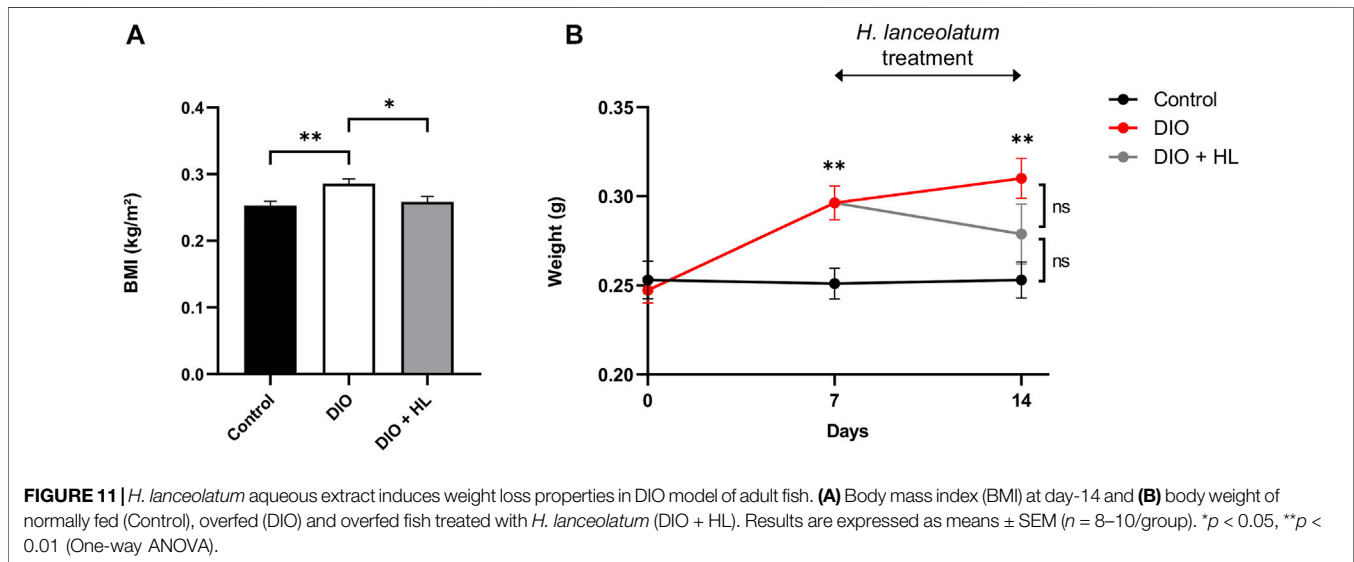 A
BMI (kg/m²)
0.4
0.3
0.2
0.1
0.0
**
*
Control
DIO
DIO + HL
B
H. lanceolatum
treatment
Weight (g)
0.35
0.30
0.25
0.20
**
**
ns
ns
0
7
14
Days
Control
DIO
DIO + HL
FIGURE 11 | H. lanceolatum aqueous extract induces weight loss properties in DIO model of adult fish. (A) Body mass index (BMI) at day-14 and (B) body weight of
normally fed (Control), overfed (DIO) and overfed fish treated with H. lanceolatum (DIO + HL). Results are expressed as means ± SEM (n = 8–10/group). *p < 0.05, **p <
0.01 (One-way ANOVA).